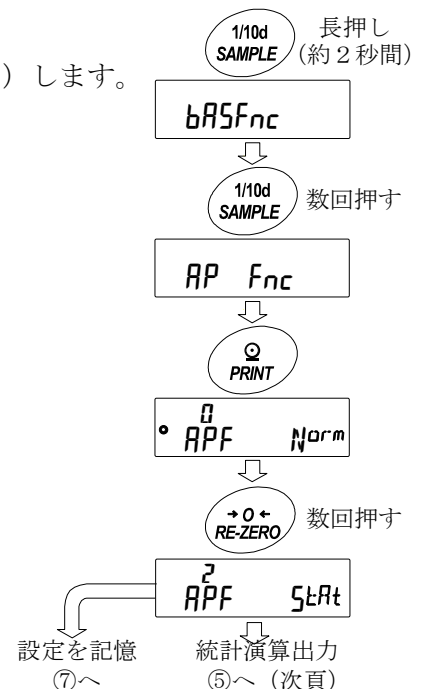 1/10d
SAMPLE
長押し
(約２秒間)
）します。
bASFnc
1/10d
SAMPLE
数回押す
AP Fnc
PRINT
0
APF Norm
→0←
RE-ZERO
数回押す
2
APF StAt
設定を記憶
⑦へ
統計演算出力
⑤へ（次頁）